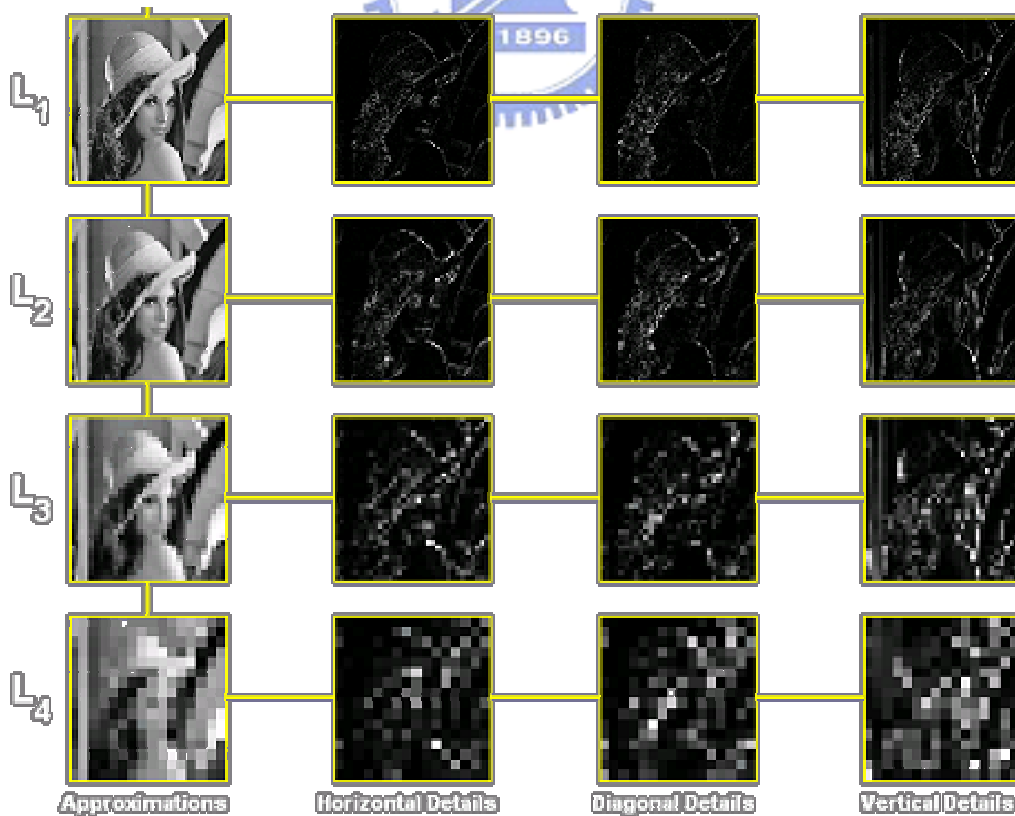 1896
L1
L2
L3
L4
Approximations
Horizontal Details
Diagonal Details
Vertical Details